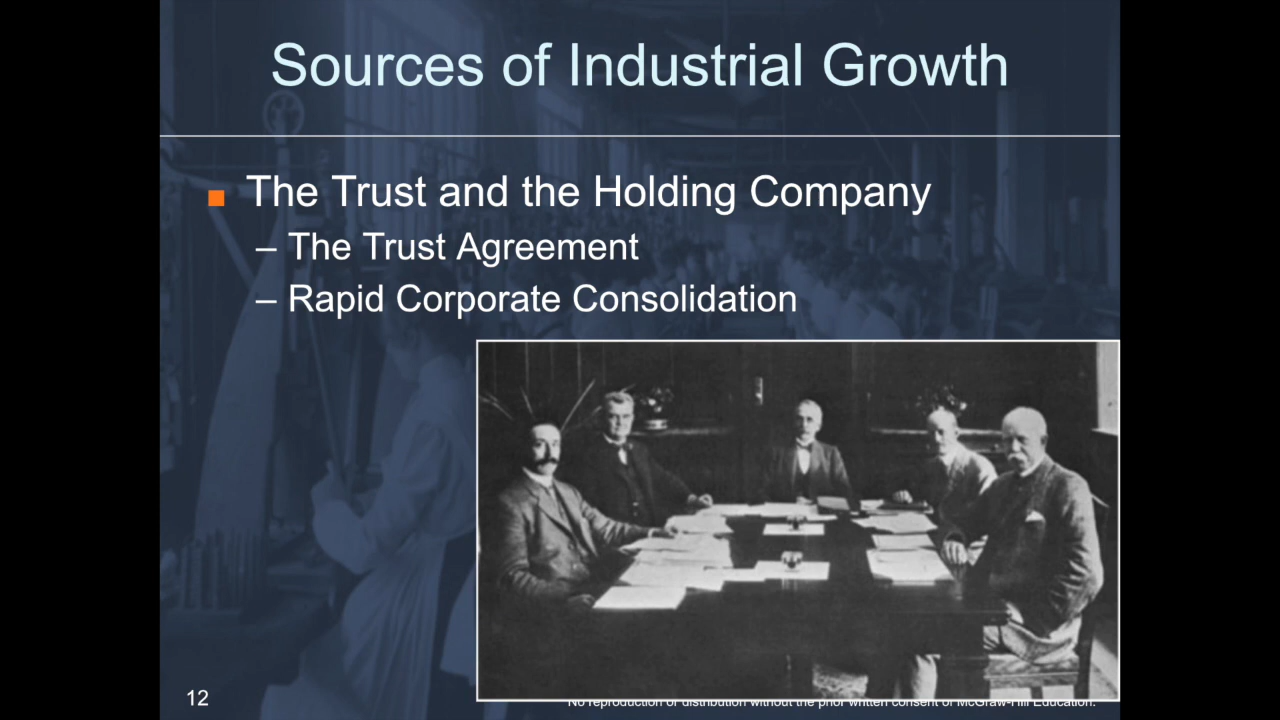 Sources of Industrial Growth
■ The Trust and the Holding Company
– The Trust Agreement
– Rapid Corporate Consolidation
12
No reproduction or distribution without the prior written consent of McGraw-Hill Education.